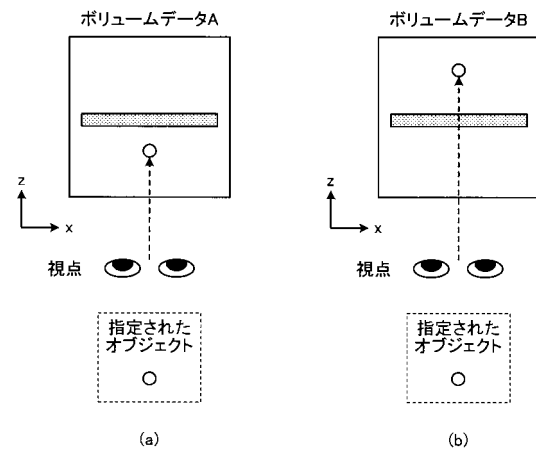 ボリュームデータA
z
x
視点
指定された
オブジェクト
(a)
ボリュームデータB
z
x
視点
指定された
オブジェクト
(b)